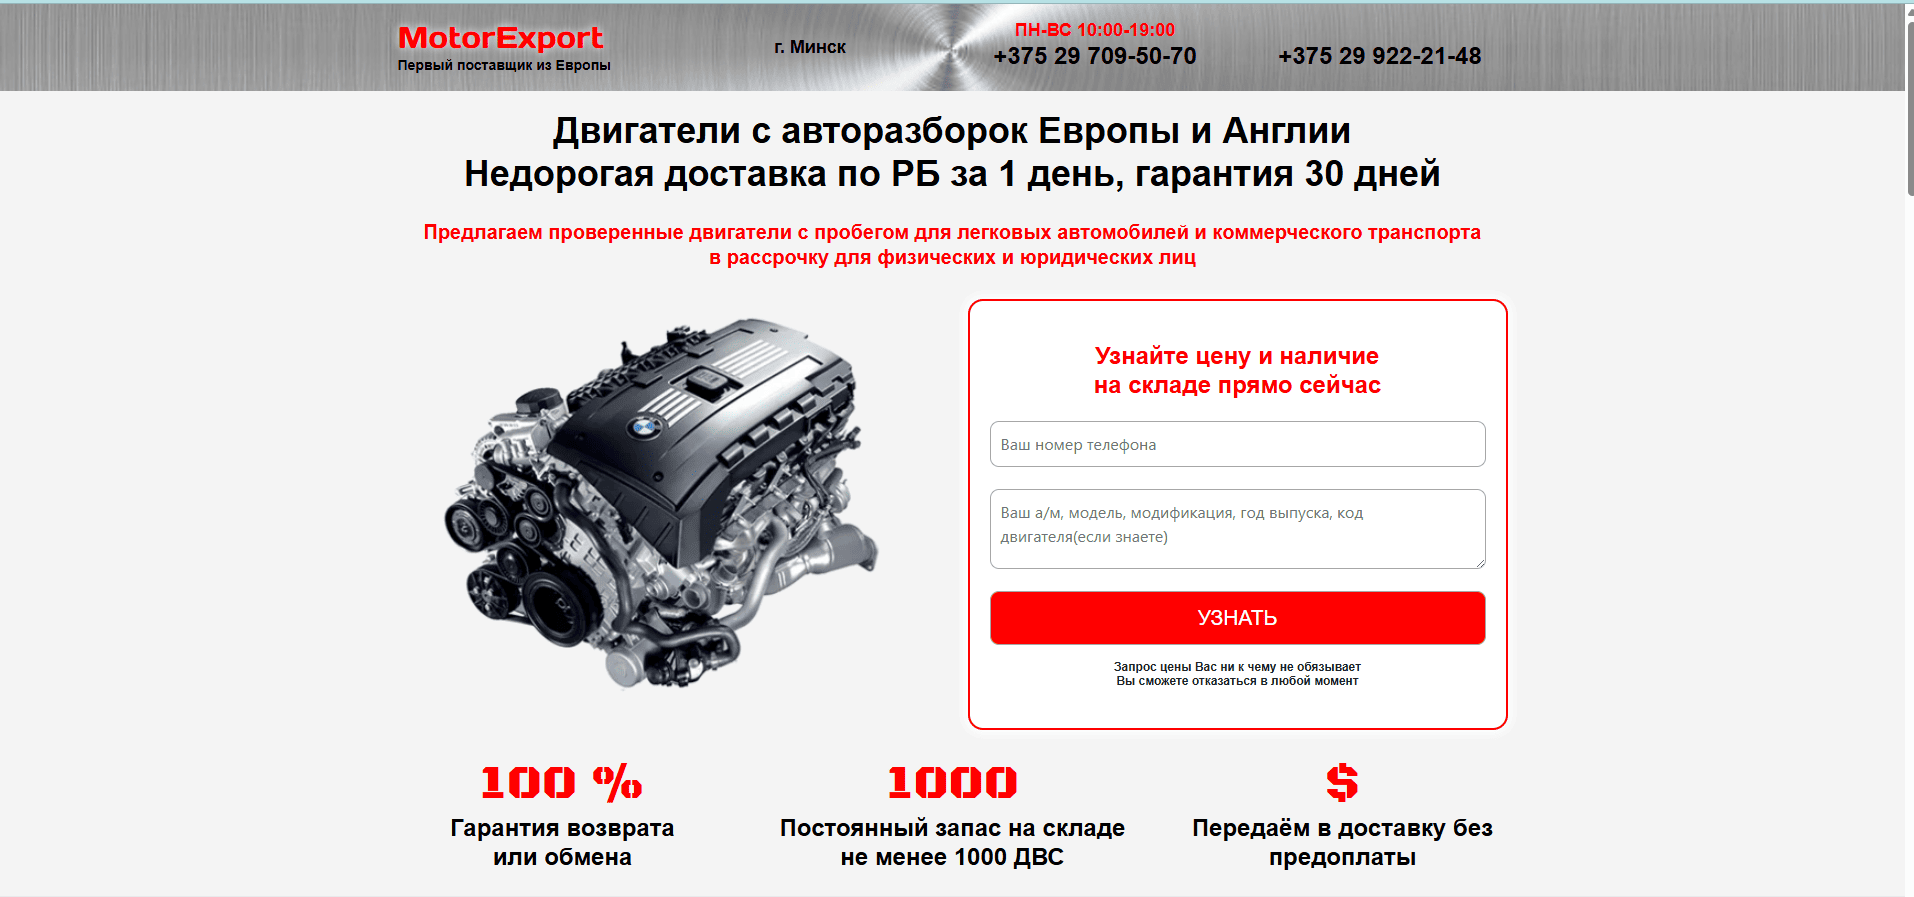 MotorExport
Первый поставщик из Европы
г. Минск
ПН-ВС 10:00-19:00
+375 29 709-50-70
+375 29 922-21-48
Двигатели с авторазборок Европы и Англии
Недорогая доставка по РБ за 1 день, гарантия 30 дней
Предлагаем проверенные двигатели с пробегом для легковых автомобилей и коммерческого транспорта
в рассрочку для физических и юридических лиц
Узнайте цену и наличие
на складе прямо сейчас
Ваш номер телефона
Ваш а/м, модель, модификация, год выпуска, код
двигателя(если знаете)
УЗНАТЬ
Запрос цены Вас ни к чему не обязывает
Вы сможете отказаться в любой момент
100 %
Гарантия возврата
или обмена
1000
Постоянный запас на складе
не менее 1000 ДВС
$
Передаём в доставку без
предоплаты